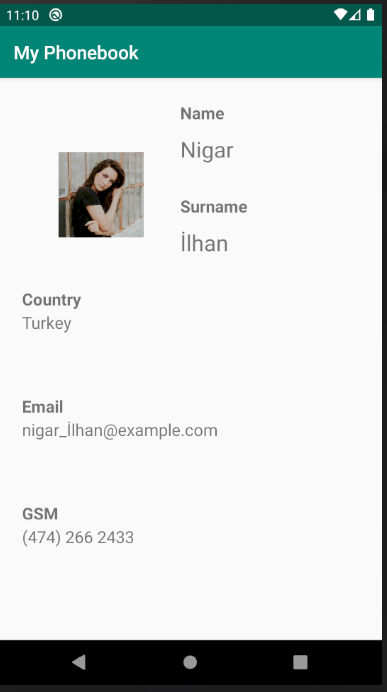 11:10
My Phonebook
Name
Nigar
Surname
İlhan
Country
Turkey
Email
nigar_İlhan@example.com
GSM
(474) 266 2433